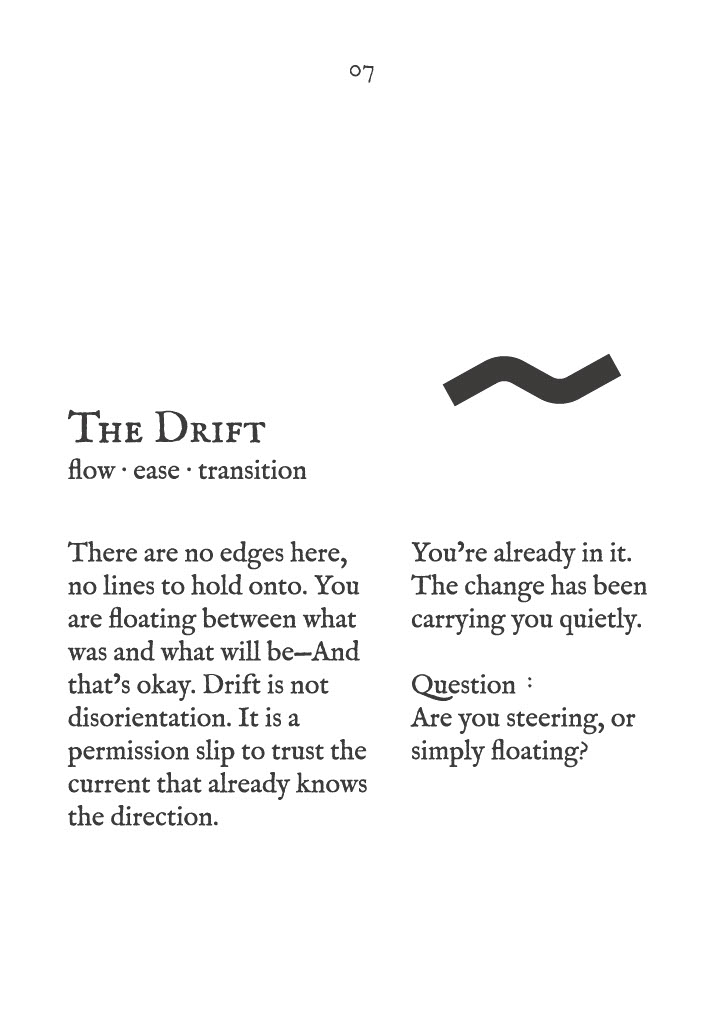 07
The Drift
flow · ease · transition
There are no edges here,
no lines to hold onto. You
are floating between what
was and what will be—And
that’s okay. Drift is not
disorientation. It is a
permission slip to trust the
current that already knows
the direction.
You’re already in it.
The change has been
carrying you quietly.
Question :
Are you steering, or
simply floating?